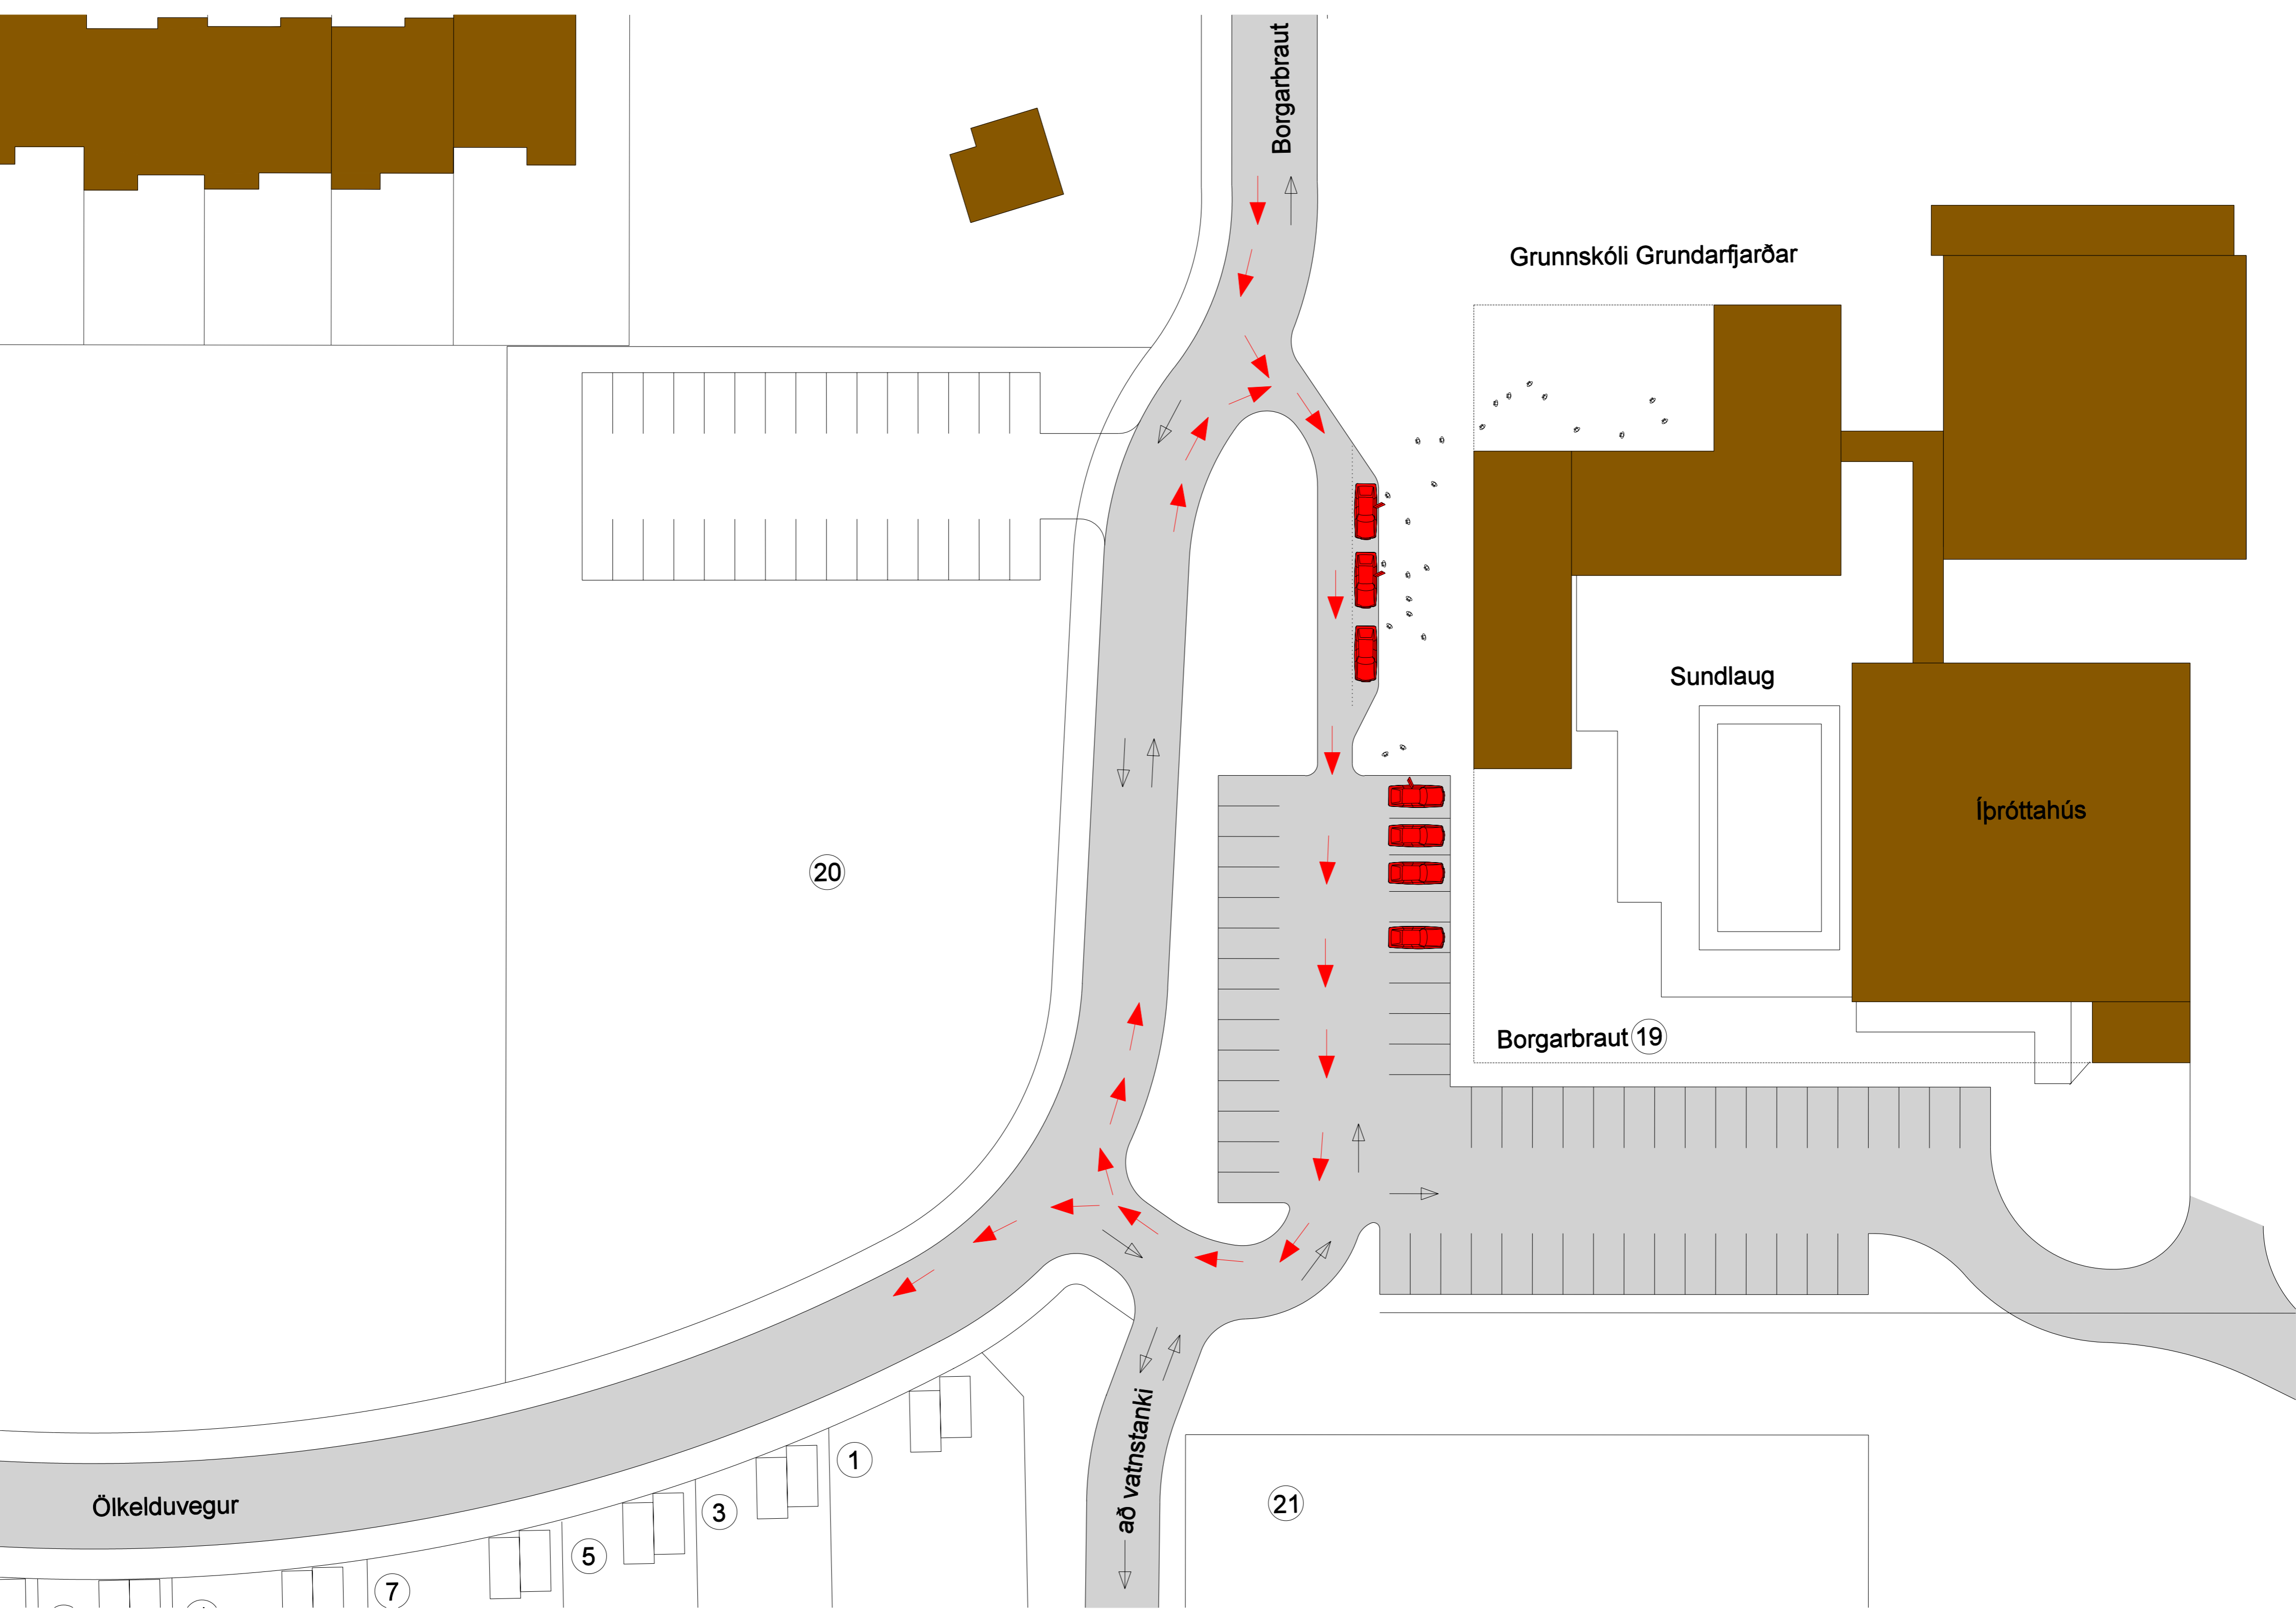 Borgarbraut
Grunnskóli Grundarfjarðar
Sundlaug
Íþróttahús
20
Borgarbraut 19
að vatnstanki
Ölkelduvegur
1
3
5
7
21